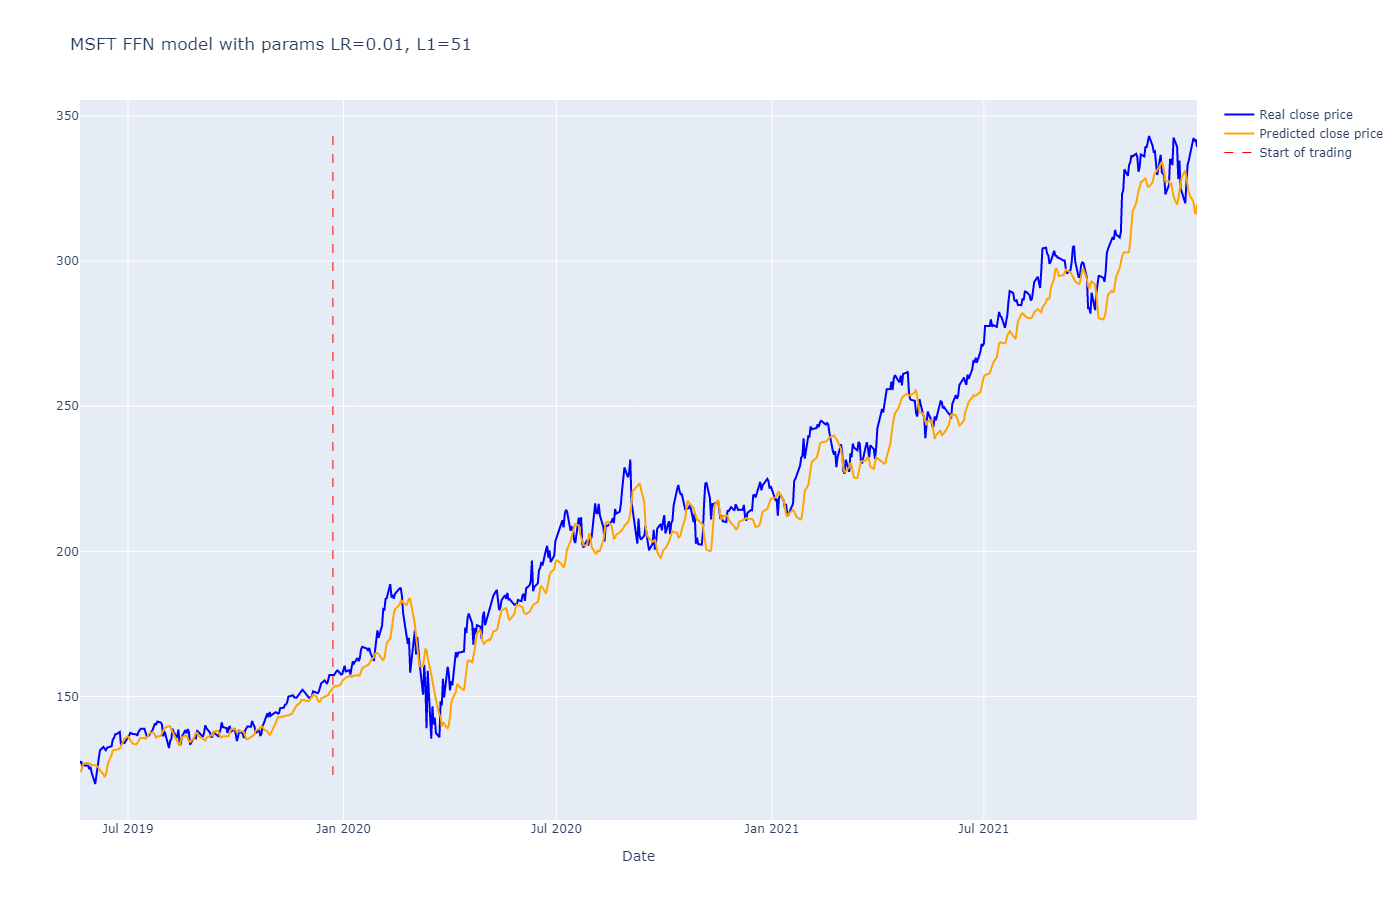 MSFT FFN model with params LR=0.01, L1=51
350
300
250
200
150
Jul 2019
Jan 2020
Jul 2020
Jan 2021
Jul 2021
Date
Real close price
Predicted close price
Start of trading